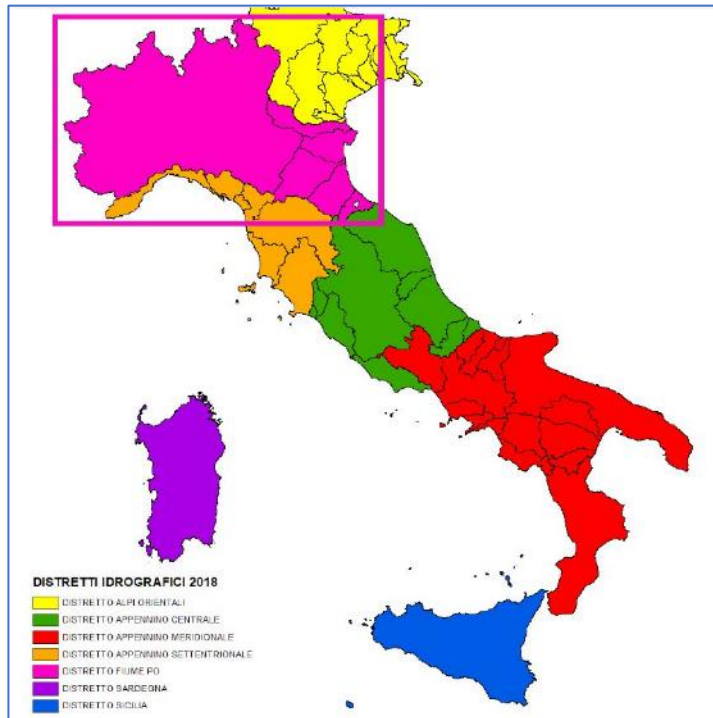 DISTRETTI IDROGRAFICI 2018
DISTRETTO ALPI ORIENTALI
DISTRETTO APPENNINO CENTRALE
DISTRETTO APPENNINO MERIDIONALE
DISTRETTO APPENNINO SETTENTRIONALE
DISTRETTO FIUME PO
DISTRETTO SARDEGNA
DISTRETTO SICILIA